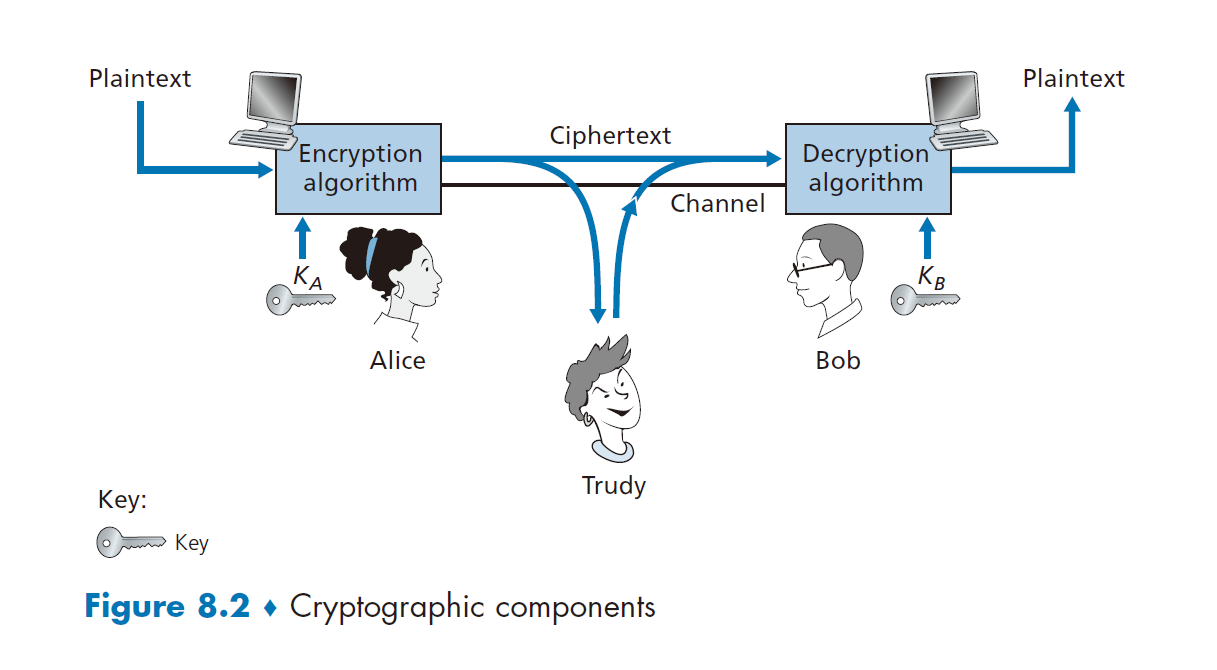 Plaintext
Plaintext
Ciphertext
Encryption
algorithm
Decryption
algorithm
Channel
K_A
K_B
Alice
Bob
Trudy
Key:
Key
Figure 8.2 ♦ Cryptographic components